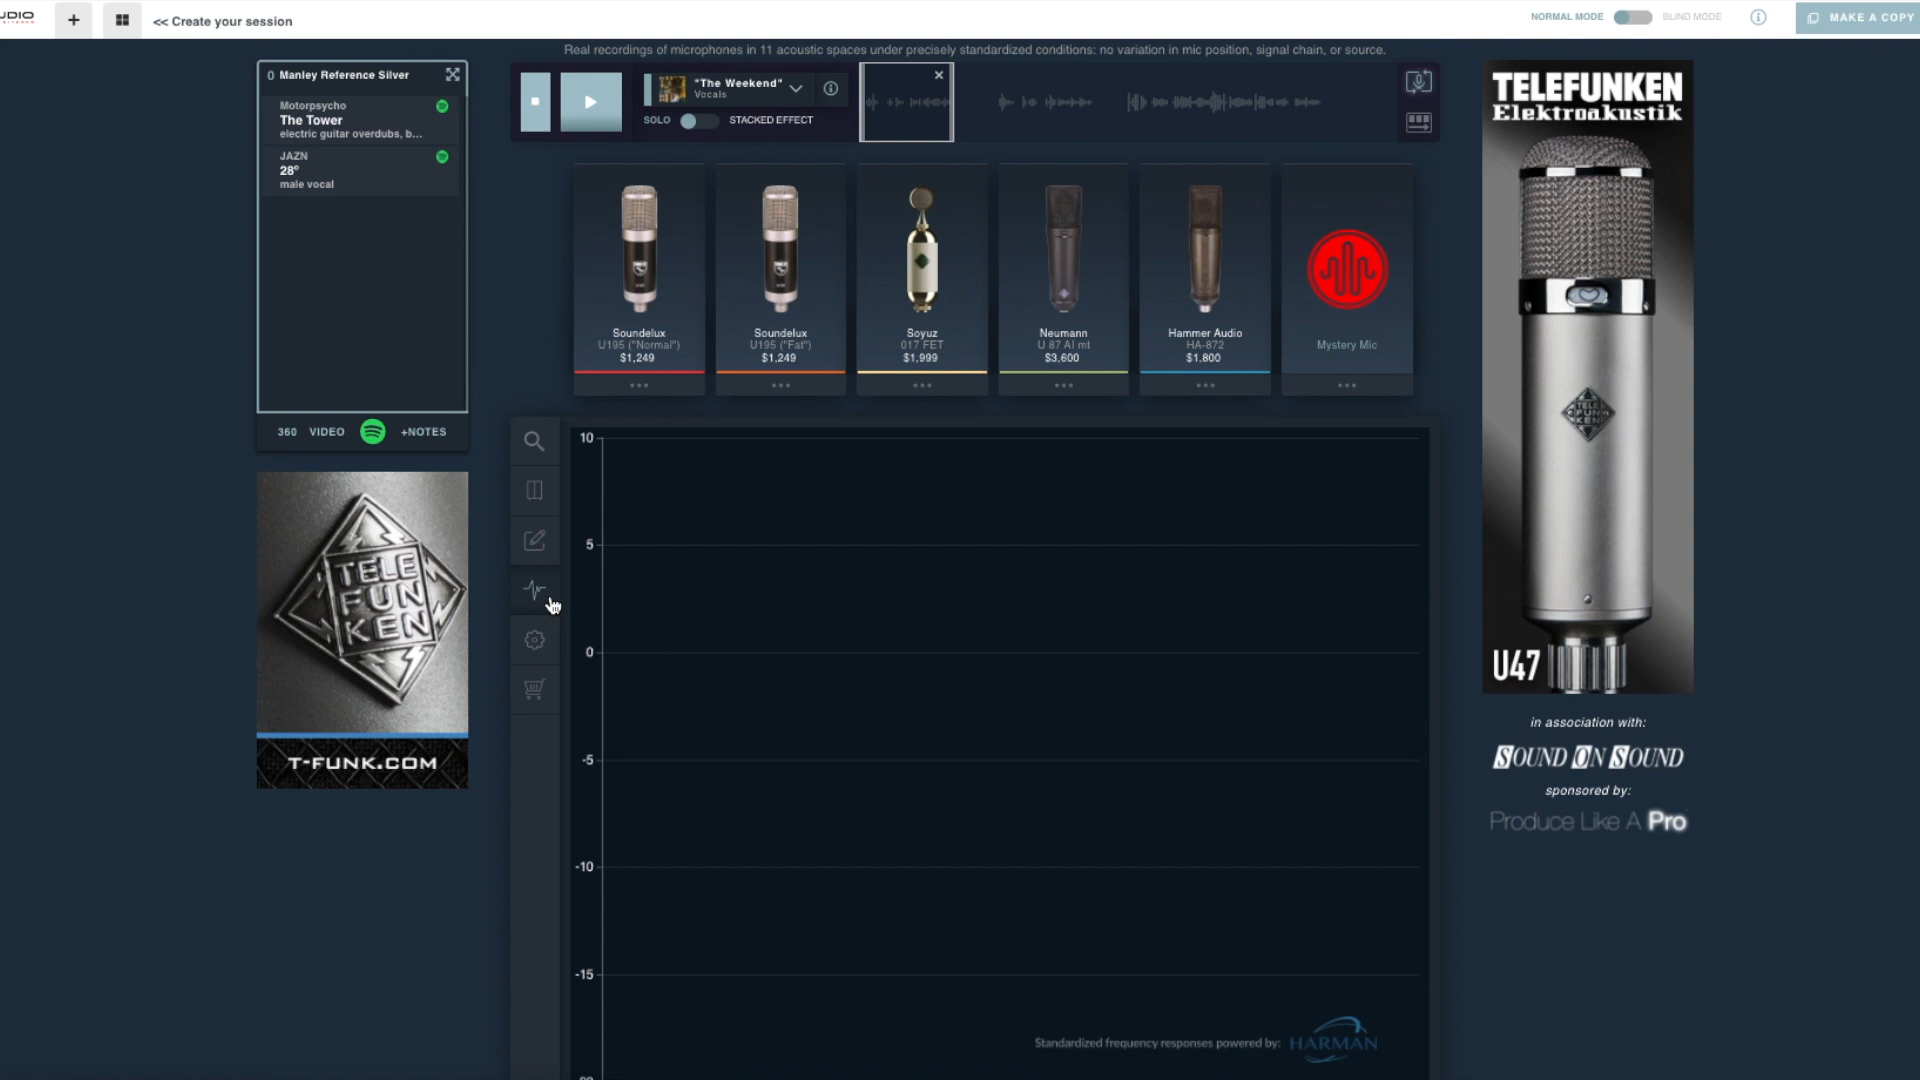 UDIO
+
<< Create your session
NORMAL MODE
BLIND MODE
MAKE A COPY
Real recordings of microphones in 11 acoustic spaces under precisely standardized conditions: no variation in mic position, signal chain, or source.
0 Manley Reference Silver
Motorpsycho
The Tower
electric guitar overdubs, b...
JAZN
28°
male vocal
360 VIDEO +NOTES
"The Weekend"
Vocals
SOLO
STACKED EFFECT
Soundelux
U195 ("Normal")
$1,249
Soundelux
U195 ("Fat")
$1,249
Soyuz
017 FET
$1,999
Neumann
U 87 AI mt
$3,600
Hammer Audio
HA-872
$1,800
Mystery Mic
10
5
0
-5
-10
-15
Standardized frequency responses powered by: HARMAN
TELE
FUN
KEN
T-FUNK.COM
TELEFUNKEN
Elektroakustik
TELE
FUN
KEN
U47
in association with:
SOUND ON SOUND
sponsored by:
Produce Like A Pro